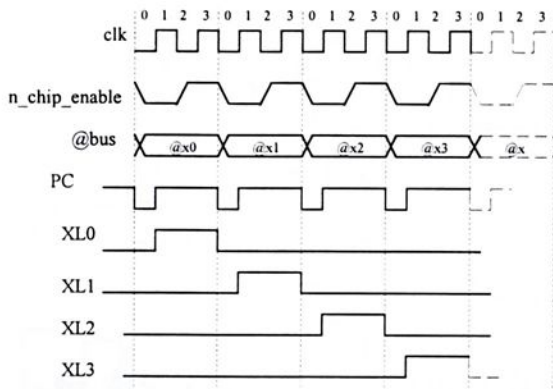 0 1 2 3 0 1 2 3 0 1 2 3 0 1 2 3 0 1 2 3
clk
n_chip_enable
@bus @x0 @x1 @x2 @x3 @x
PC
XL0
XL1
XL2
XL3